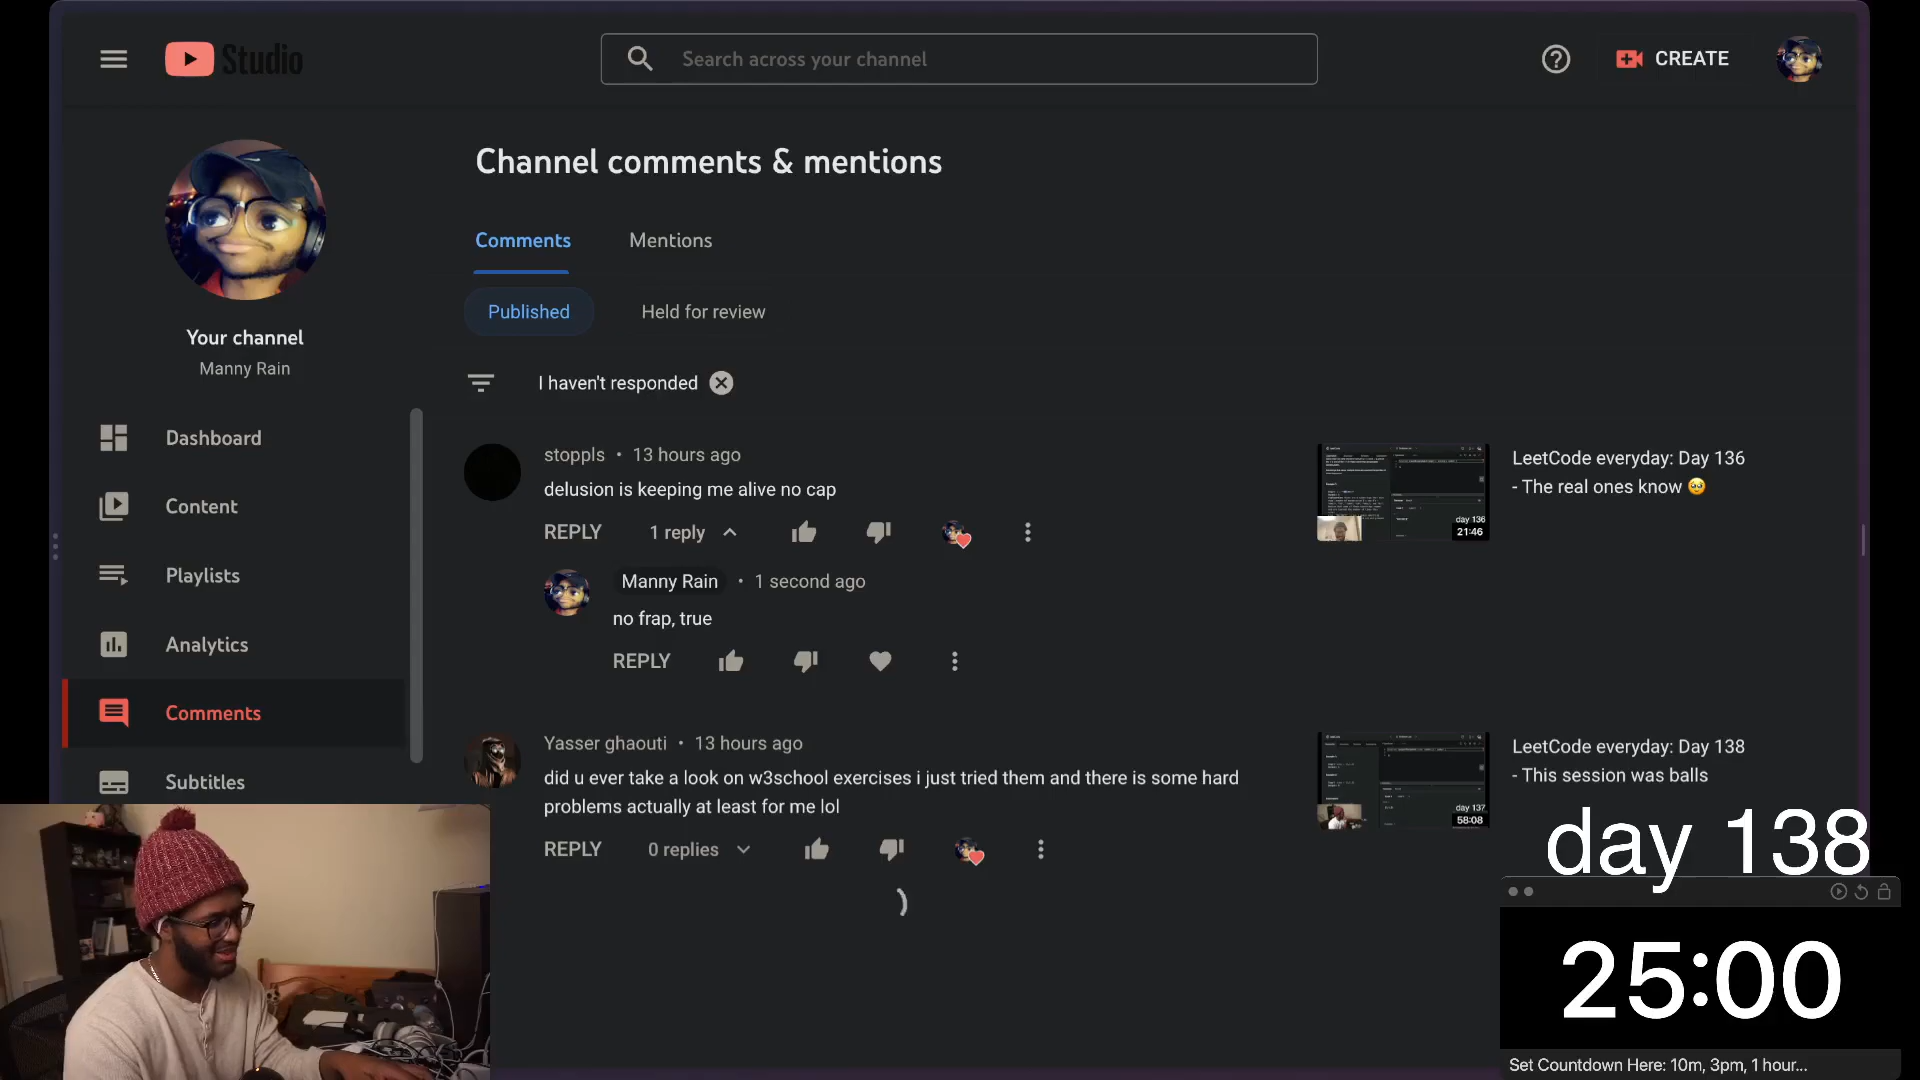 Studio
Search across your channel
CREATE
Channel comments & mentions
Comments
Mentions
Published
Held for review
Your channel
Manny Rain
I haven't responded
Dashboard
Content
Playlists
Analytics
Comments
Subtitles
stoppls • 13 hours ago
delusion is keeping me alive no cap
REPLY
1 reply
Manny Rain • 1 second ago
no frap, true
REPLY
day 136
21:46
LeetCode everyday: Day 136
- The real ones know 🥹
Yasser ghaouti • 13 hours ago
did u ever take a look on w3school exercises i just tried them and there is some hard
problems actually at least for me lol
REPLY
0 replies
day 137
58:08
LeetCode everyday: Day 138
- This session was balls
day 138
25:00
Set Countdown Here: 10m, 3pm, 1 hour...